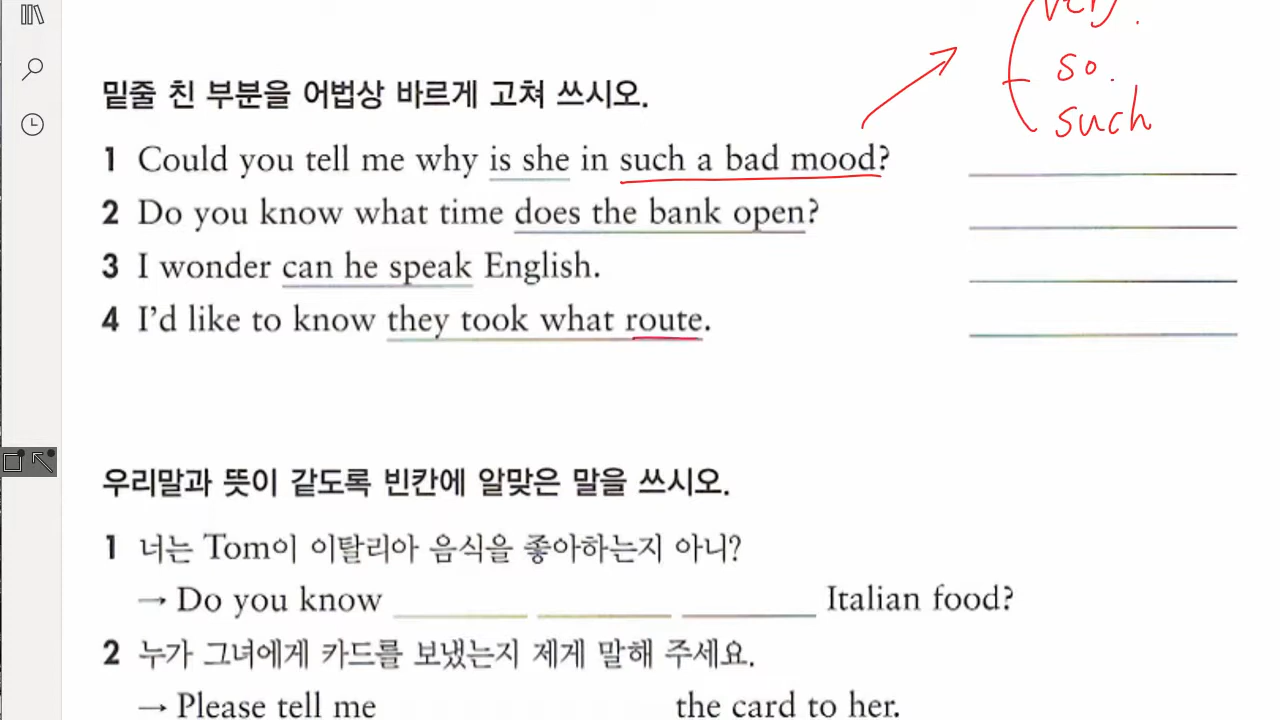 very.
so.
such
밑줄 친 부분을 어법상 바르게 고쳐 쓰시오.
1 Could you tell me why is she in such a bad mood?
2 Do you know what time does the bank open?
3 I wonder can he speak English.
4 I'd like to know they took what route.
우리말과 뜻이 같도록 빈칸에 알맞은 말을 쓰시오.
1 너는 Tom이 이탈리아 음식을 좋아하는지 아니?
→ Do you know Italian food?
2 누가 그녀에게 카드를 보냈는지 제게 말해 주세요.
→ Please tell me the card to her.